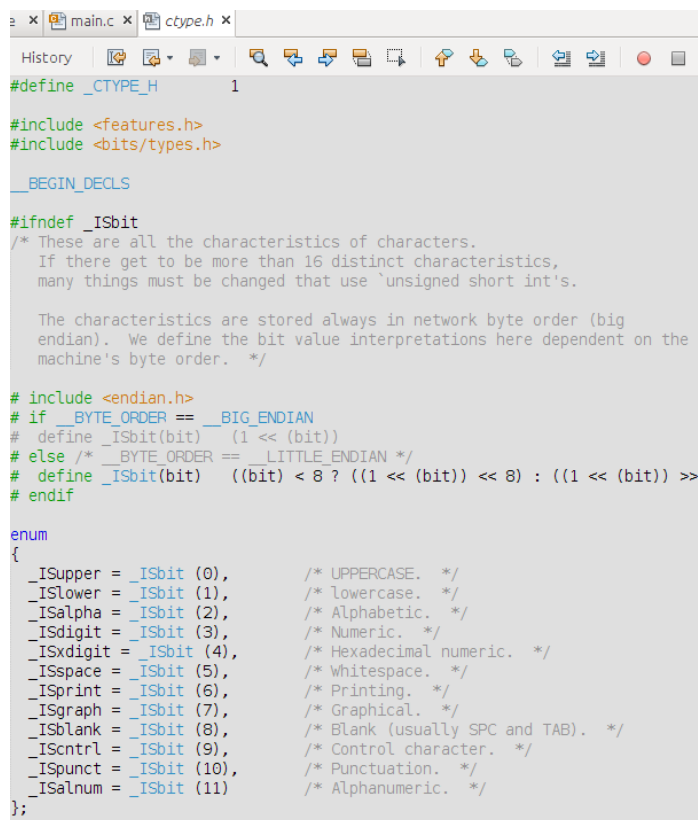 e × main.c × ctype.h ×
History
#define _CTYPE_H 1
#include <features.h>
#include <bits/types.h>
__BEGIN_DECLS
#ifndef _ISbit
/* These are all the characteristics of characters.
If there get to be more than 16 distinct characteristics,
many things must be changed that use `unsigned short int's.
The characteristics are stored always in network byte order (big
endian). We define the bit value interpretations here dependent on the
machine's byte order. */
# include <endian.h>
# if __BYTE_ORDER == __BIG_ENDIAN
# define _ISbit(bit) (1 << (bit))
# else /* __BYTE_ORDER == __LITTLE_ENDIAN */
# define _ISbit(bit) ((bit) < 8 ? ((1 << (bit)) << 8) : ((1 << (bit)) >>
# endif
enum
{
_ISupper = _ISbit (0), /* UPPERCASE. */
_ISlower = _ISbit (1), /* lowercase. */
_ISalpha = _ISbit (2), /* Alphabetic. */
_ISdigit = _ISbit (3), /* Numeric. */
_ISxdigit = _ISbit (4), /* Hexadecimal numeric. */
_ISspace = _ISbit (5), /* Whitespace. */
_ISprint = _ISbit (6), /* Printing. */
_ISgraph = _ISbit (7), /* Graphical. */
_ISblank = _ISbit (8), /* Blank (usually SPC and TAB). */
_IScntrl = _ISbit (9), /* Control character. */
_ISpunct = _ISbit (10), /* Punctuation. */
_ISalnum = _ISbit (11) /* Alphanumeric. */
};